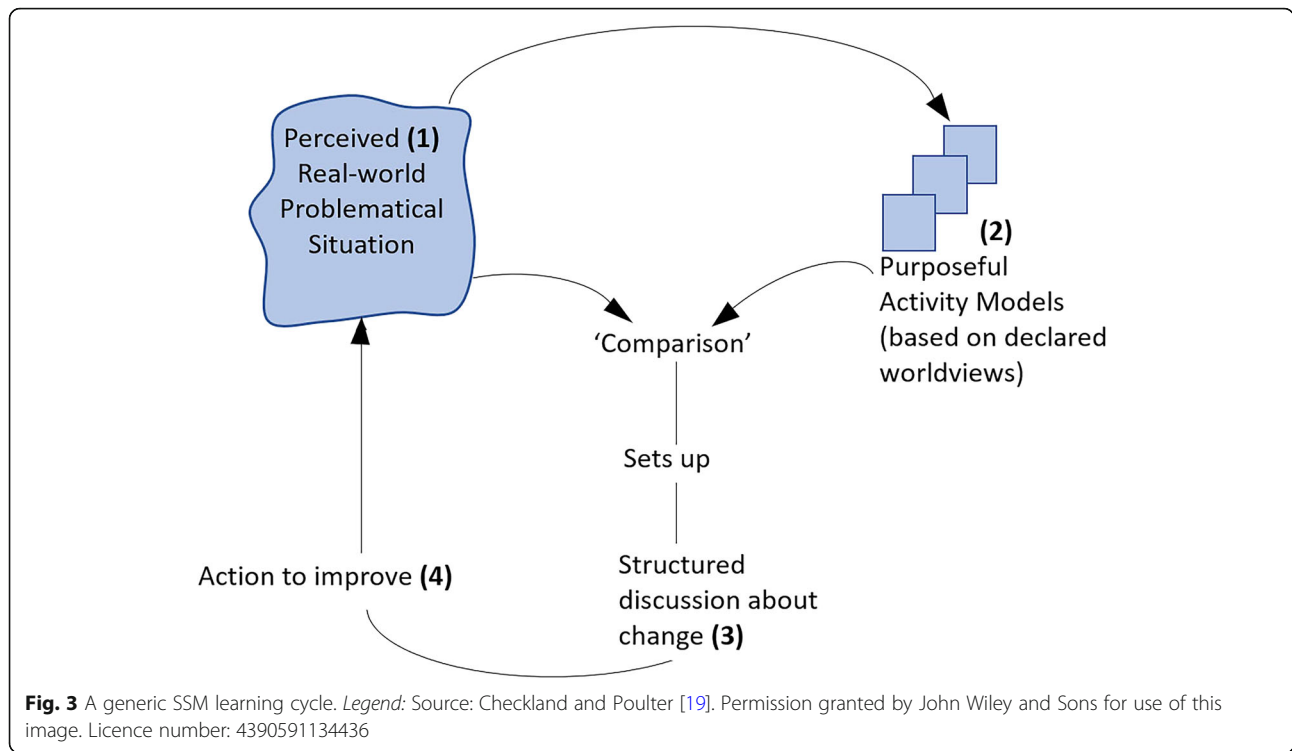 Perceived (1)
Real-world
Problematical
Situation
(2)
Purposeful
Activity Models
(based on declared
worldviews)
‘Comparison’
Sets up
Structured
discussion about
change (3)
Action to improve (4)
Fig. 3 A generic SSM learning cycle. Legend: Source: Checkland and Poulter [19]. Permission granted by John Wiley and Sons for use of this
image. Licence number: 4390591134436